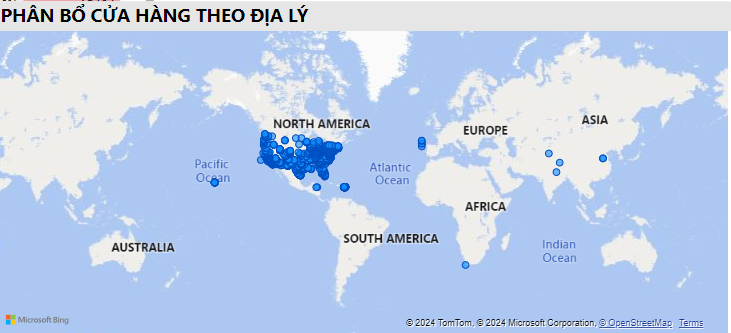 PHÂN BỔ CỬA HÀNG THEO ĐỊA LÝ
NORTH AMERICA
EUROPE
ASIA
Pacific
Ocean
Atlantic
Ocean
AFRICA
AUSTRALIA
SOUTH AMERICA
Indian
Ocean
Microsoft Bing
© 2024 TomTom, © 2024 Microsoft Corporation, © OpenStreetMap Terms